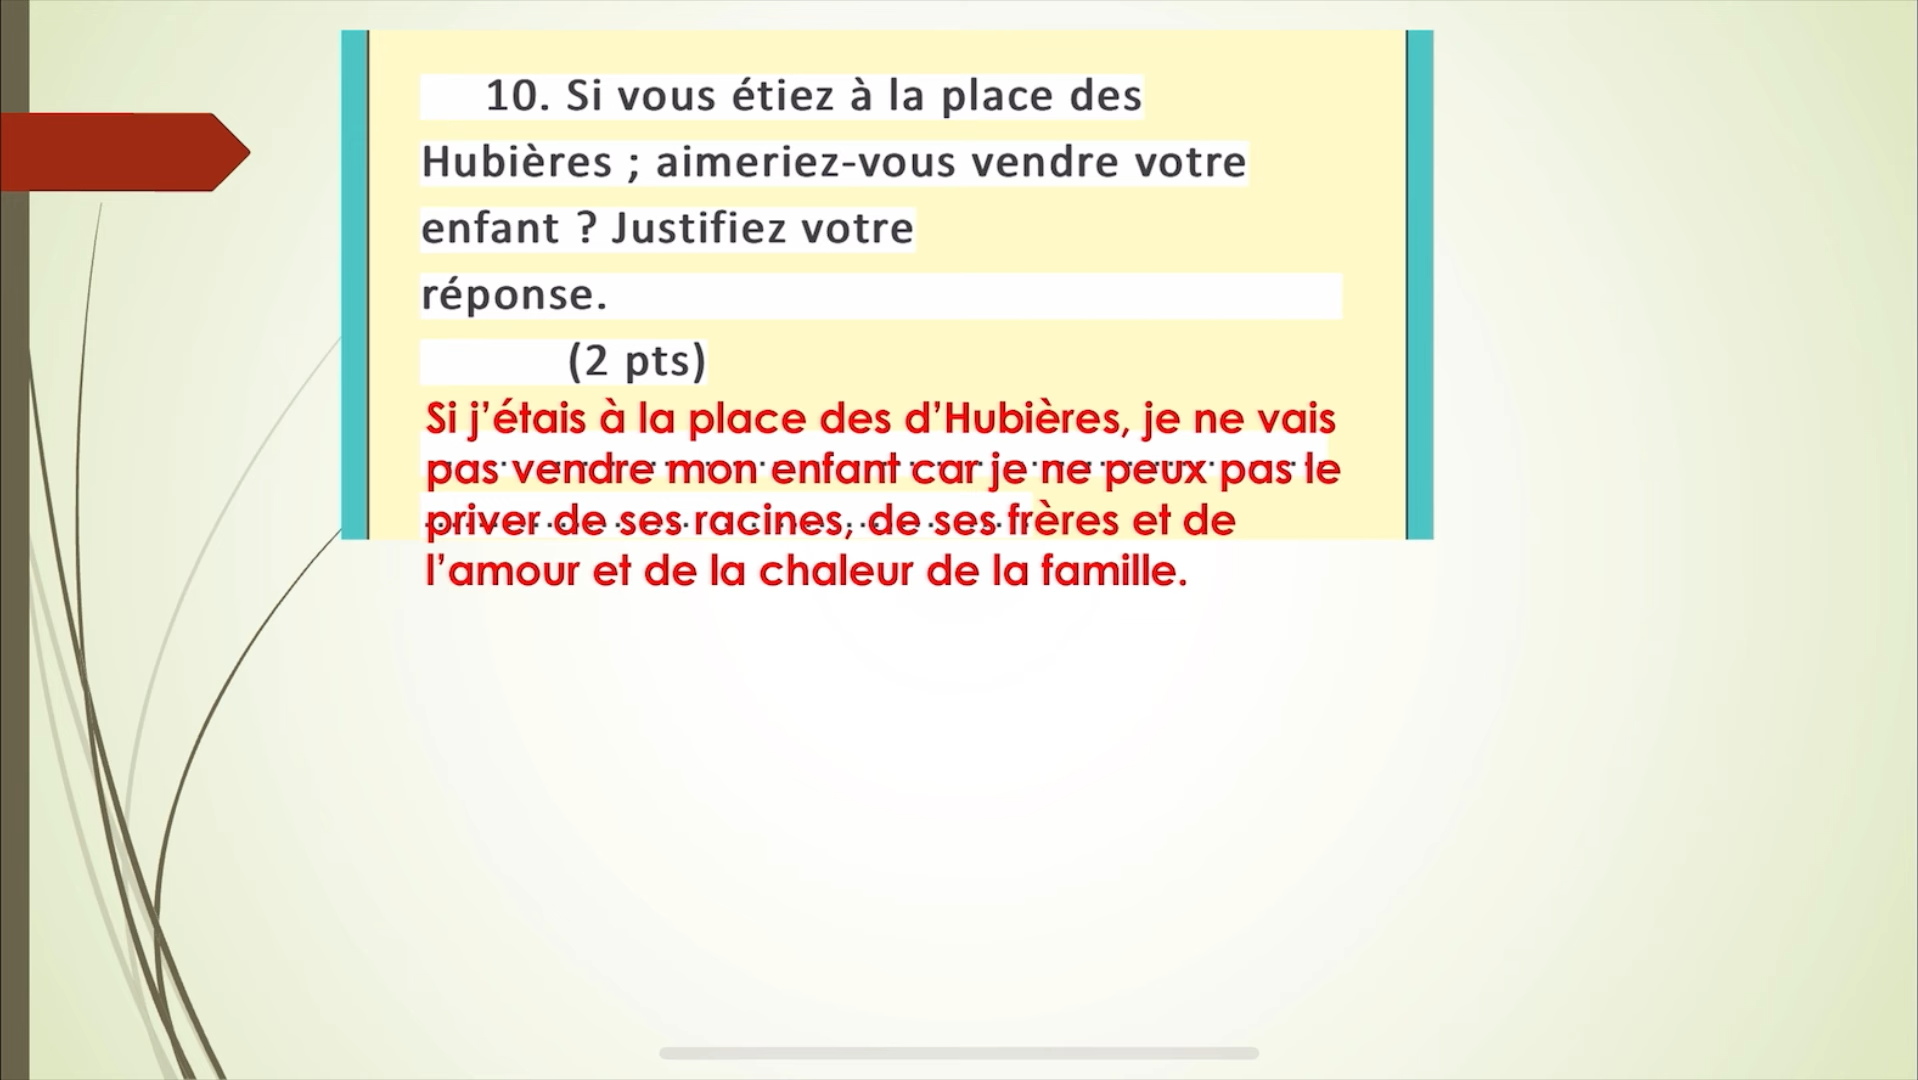 10. Si vous étiez à la place des
Hubières ; aimeriez-vous vendre votre
enfant ? Justifiez votre
réponse.
(2 pts)
Si j’étais à la place des d’Hubières, je ne vais
pas vendre mon enfant car je ne peux pas le
priver de ses racines, de ses frères et de
l’amour et de la chaleur de la famille.